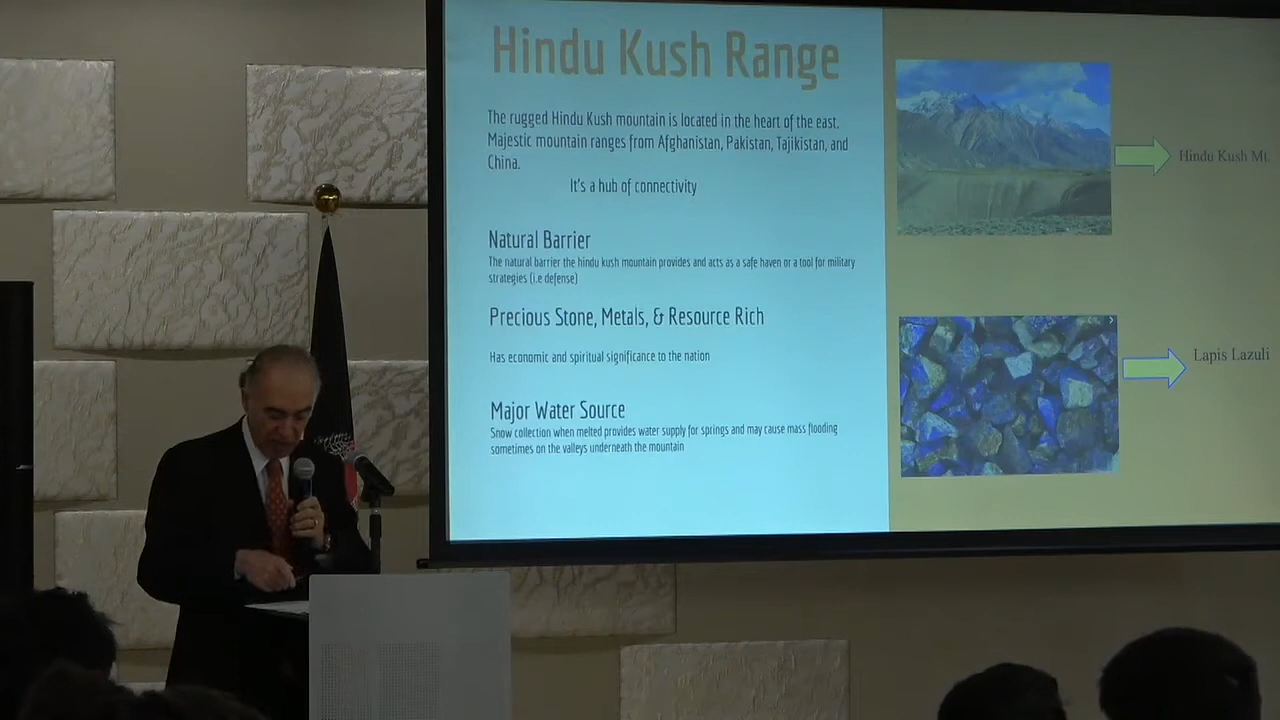 Hindu Kush Range
The rugged Hindu Kush mountain is located in the heart of the east.
Majestic mountain ranges from Afghanistan, Pakistan, Tajikistan, and
China.
It's a hub of connectivity
Natural Barrier
The natural barrier the hindu kush mountain provides and acts as a safe haven or a tool for military
strategies (i.e defense)
Precious Stone, Metals, & Resource Rich
Has economic and spiritual significance to the nation
Major Water Source
Snow collection when melted provides water supply for springs and may cause mass flooding
sometimes on the valleys underneath the mountain
Hindu Kush Mt.
Lapis Lazuli